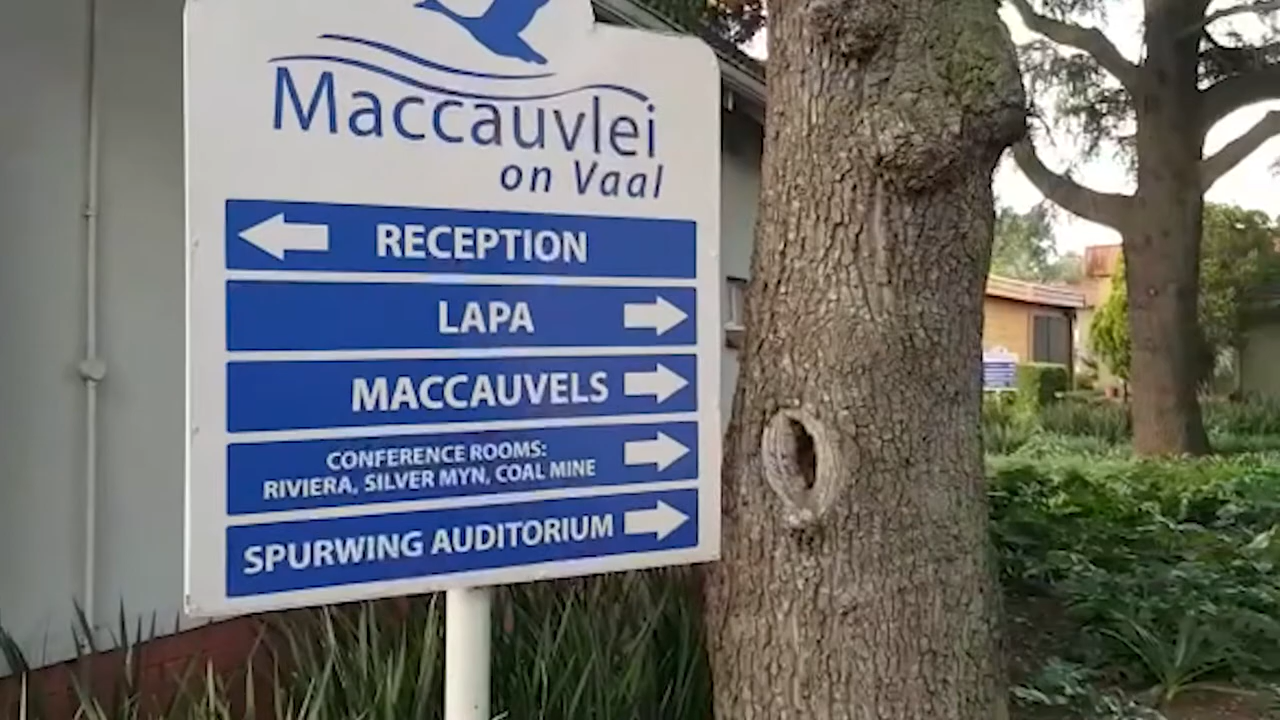 Maccauvlei
on Vaal
RECEPTION
LAPA
MACCAUVELS
CONFERENCE ROOMS:
RIVIERA, SILVER MYN, COAL MINE
SPURWING AUDITORIUM